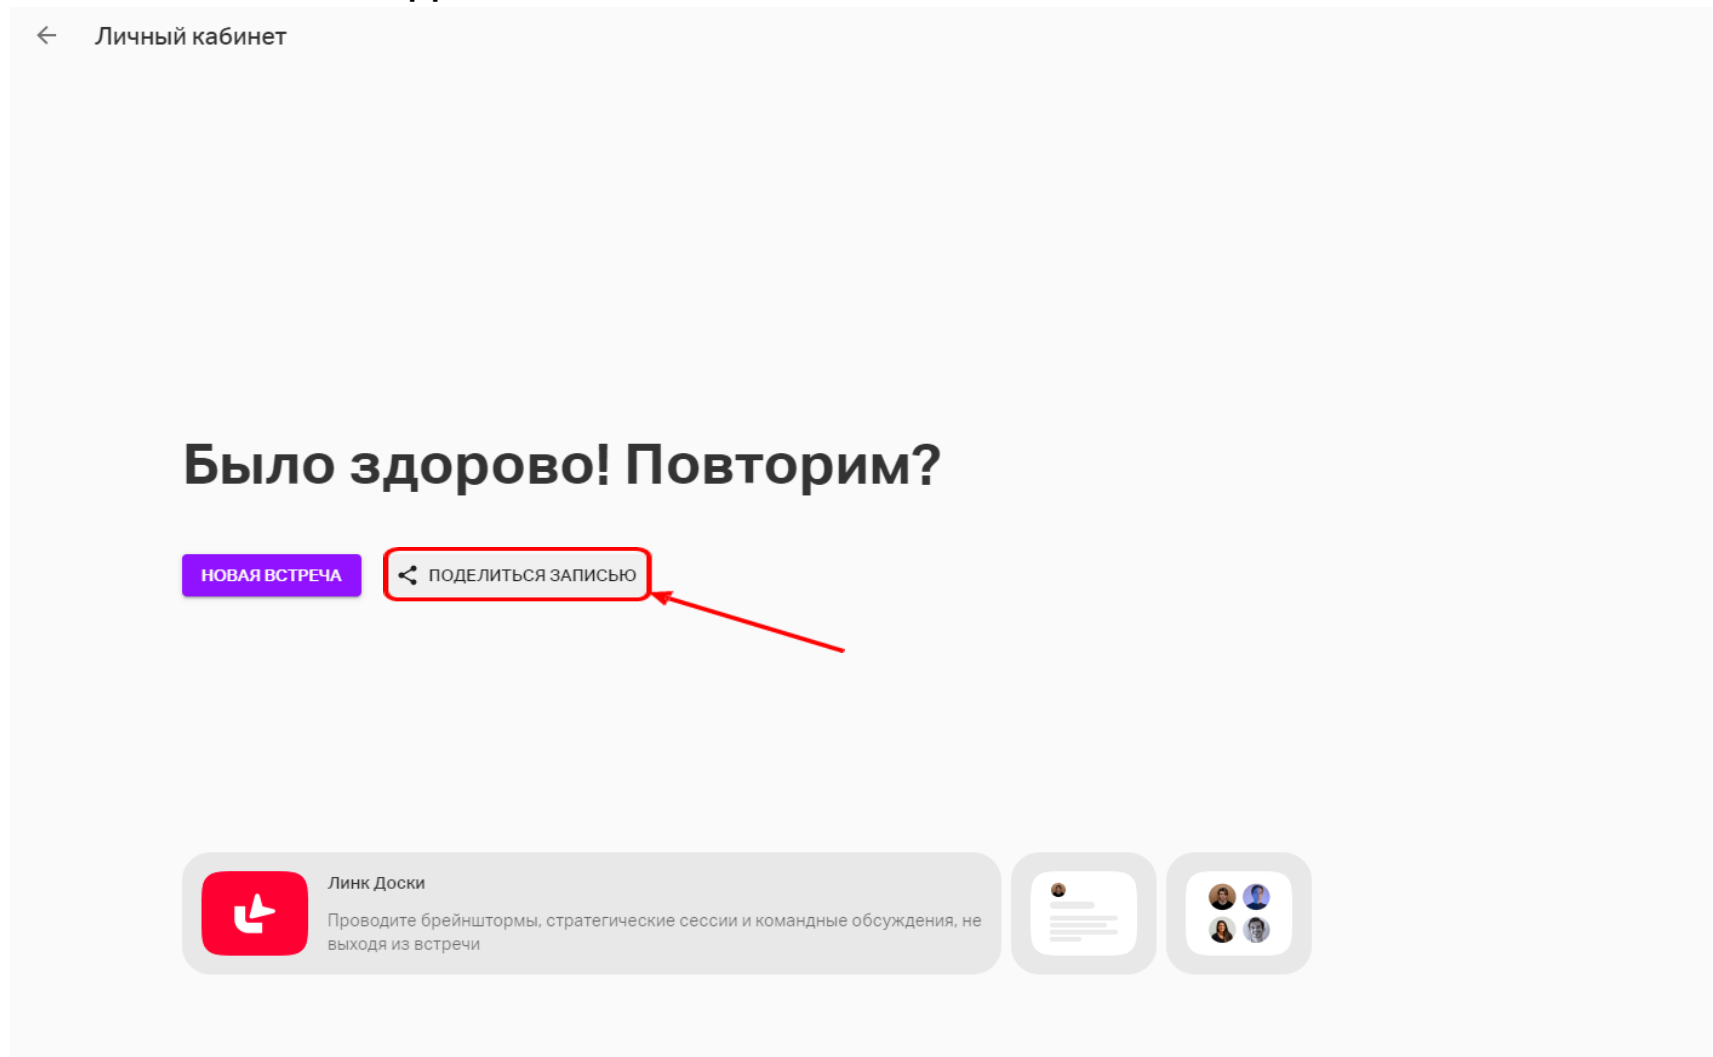 Личный кабинет
Было здорово! Повторим?
НОВАЯ ВСТРЕЧА
ПОДЕЛИТЬСЯ ЗАПИСЬЮ
Линк Доски
Проводите брейнштормы, стратегические сессии и командные обсуждения, не
выходя из встречи